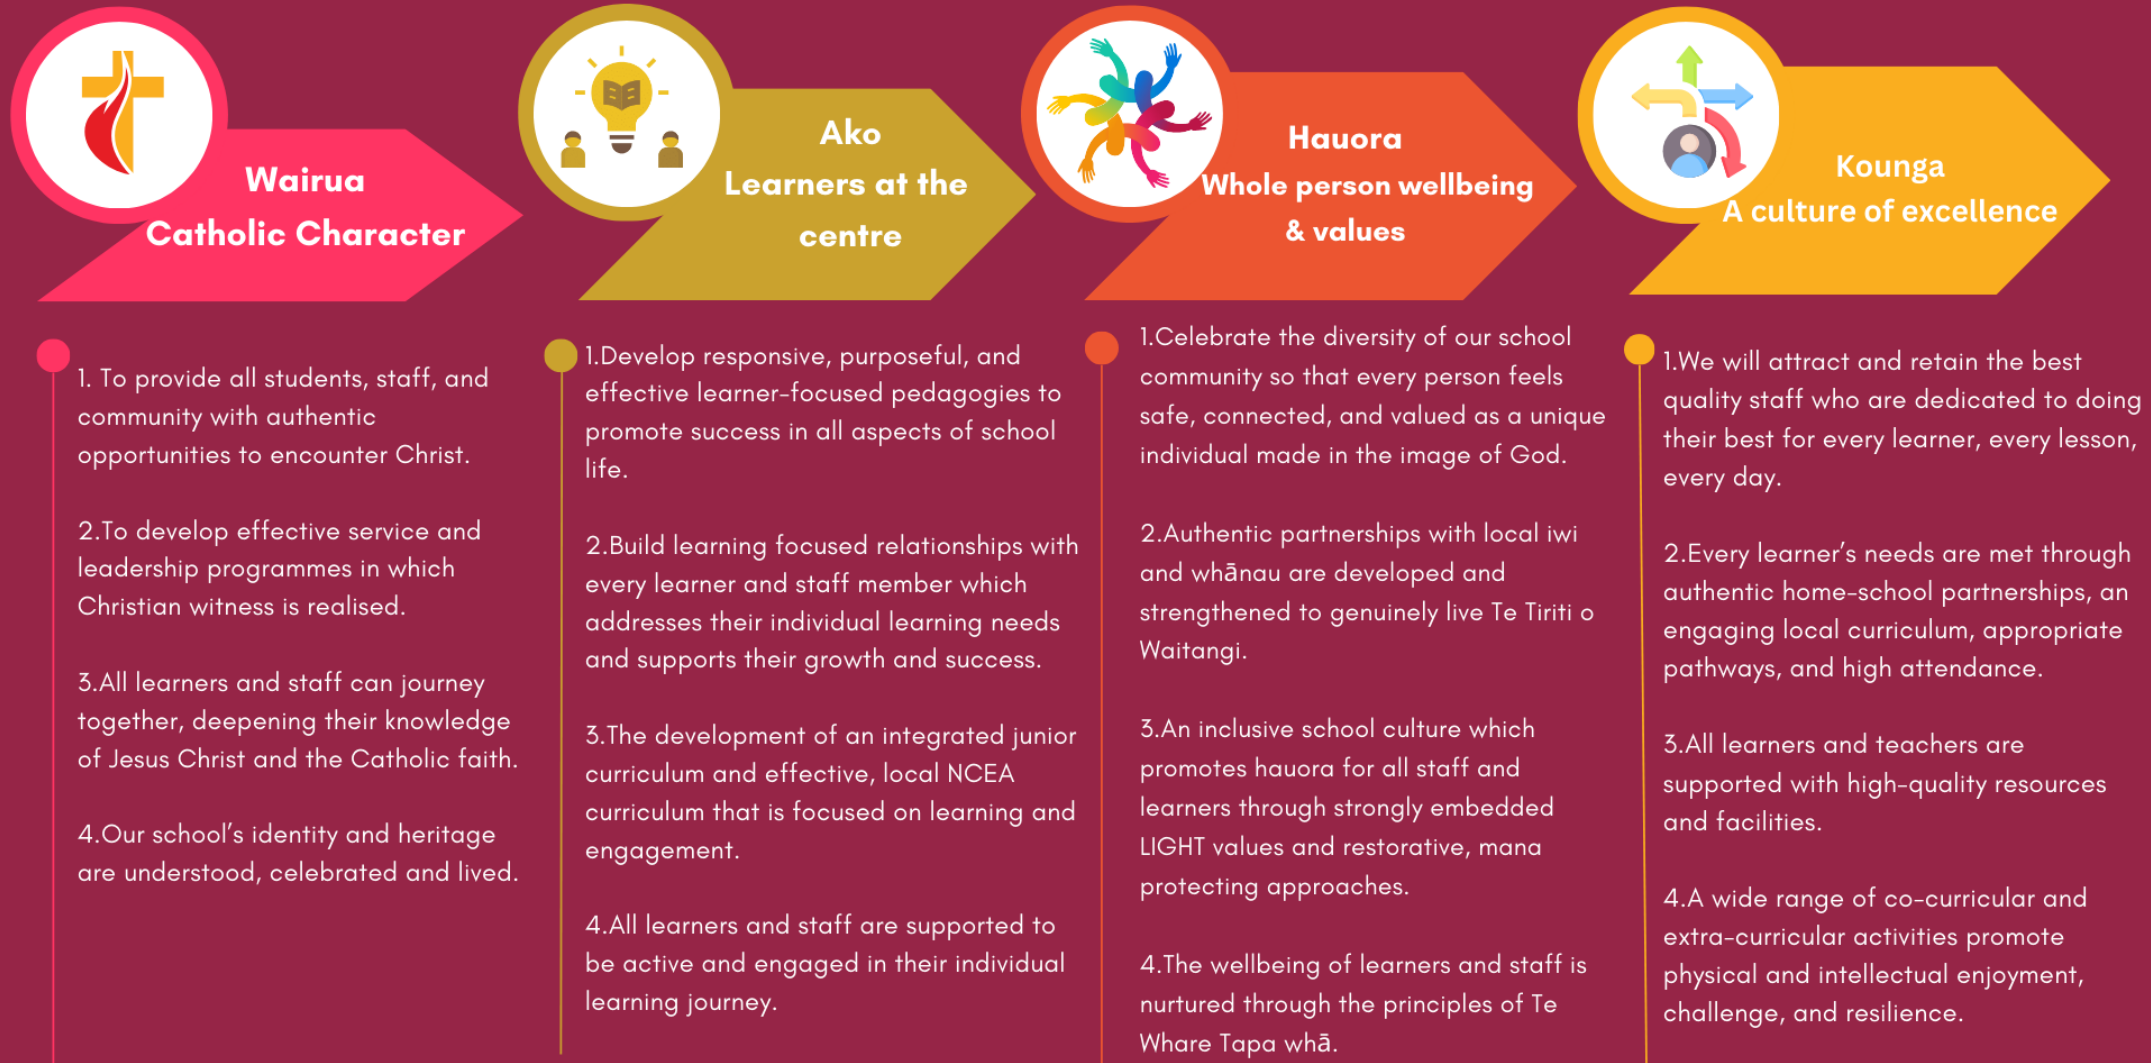 Wairua
Catholic Character
1. To provide all students, staff, and
community with authentic
opportunities to encounter Christ.
2.To develop effective service and
leadership programmes in which
Christian witness is realised.
3.All learners and staff can journey
together, deepening their knowledge
of Jesus Christ and the Catholic faith.
4.Our school's identity and heritage
are understood, celebrated and lived.
Ako
Learners at the
centre
1.Develop responsive, purposeful, and
effective learner-focused pedagogies to
promote success in all aspects of school
life.
2.Build learning focused relationships with
every learner and staff member which
addresses their individual learning needs
and supports their growth and success.
3.The development of an integrated junior
curriculum and effective, local NCEA
curriculum that is focused on learning and
engagement.
4.All learners and staff are supported to
be active and engaged in their individual
learning journey.
Hauora
Whole person wellbeing
& values
1.Celebrate the diversity of our school
community so that every person feels
safe, connected, and valued as a unique
individual made in the image of God.
2.Authentic partnerships with local iwi
and whānau are developed and
strengthened to genuinely live Te Tiriti o
Waitangi.
3.An inclusive school culture which
promotes hauora for all staff and
learners through strongly embedded
LIGHT values and restorative, mana
protecting approaches.
4.The wellbeing of learners and staff is
nurtured through the principles of Te
Whare Tapa whā.
Kounga
A culture of excellence
1.We will attract and retain the best
quality staff who are dedicated to doing
their best for every learner, every lesson,
every day.
2.Every learner's needs are met through
authentic home-school partnerships, an
engaging local curriculum, appropriate
pathways, and high attendance.
3.All learners and teachers are
supported with high-quality resources
and facilities.
4.A wide range of co-curricular and
extra-curricular activities promote
physical and intellectual enjoyment,
challenge, and resilience.